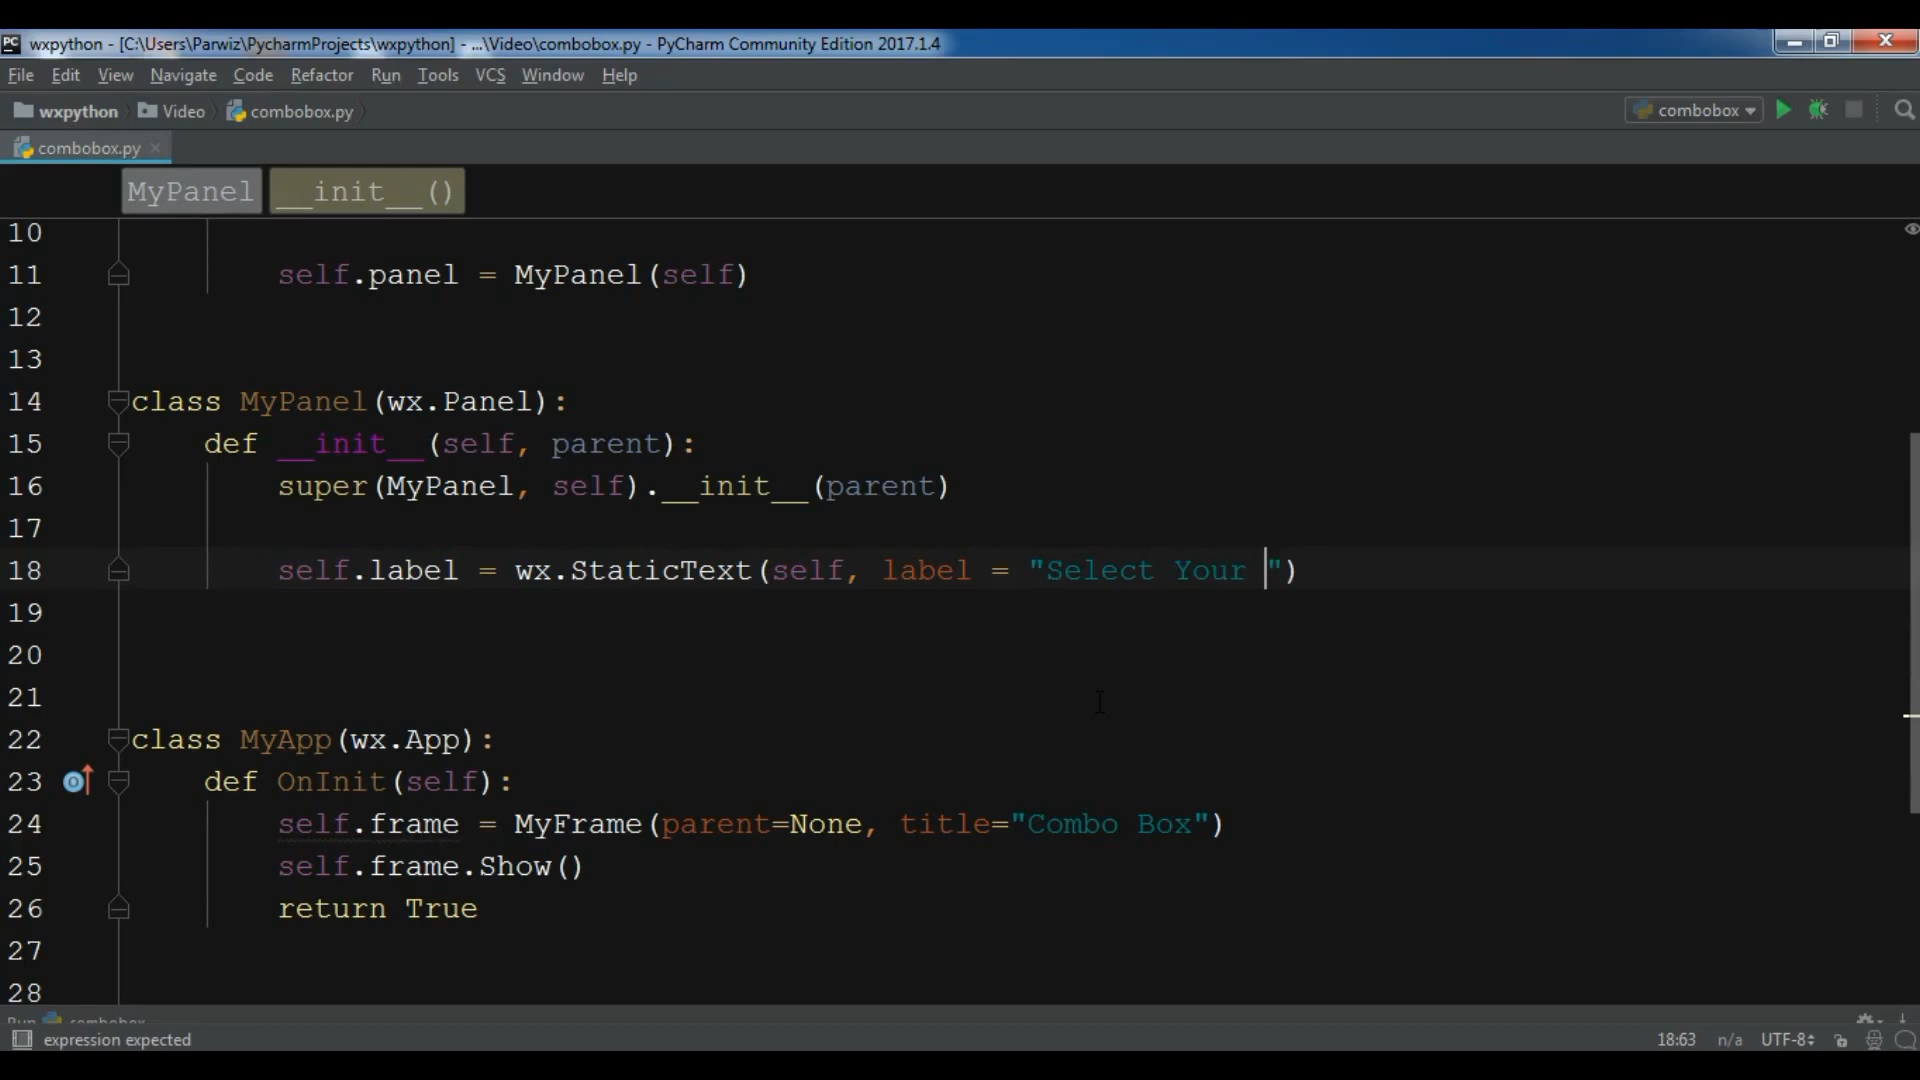 wxpython - [C:\Users\Parwiz\PycharmProjects\wxpython] - ...\Video\combobox.py - PyCharm Community Edition 2017.1.4
File Edit View Navigate Code Refactor Run Tools VCS Window Help
wxpython Video combobox.py combobox
combobox.py
MyPanel __init__()
10
11 self.panel = MyPanel(self)
12
13
14 class MyPanel(wx.Panel):
15 def __init__(self, parent):
16 super(MyPanel, self).__init__(parent)
17
18 self.label = wx.StaticText(self, label = "Select Your ")
19
20
21
22 class MyApp(wx.App):
23 def OnInit(self):
24 self.frame = MyFrame(parent=None, title="Combo Box")
25 self.frame.Show()
26 return True
27
28
Run combobox
expression expected 18:63 n/a UTF-8